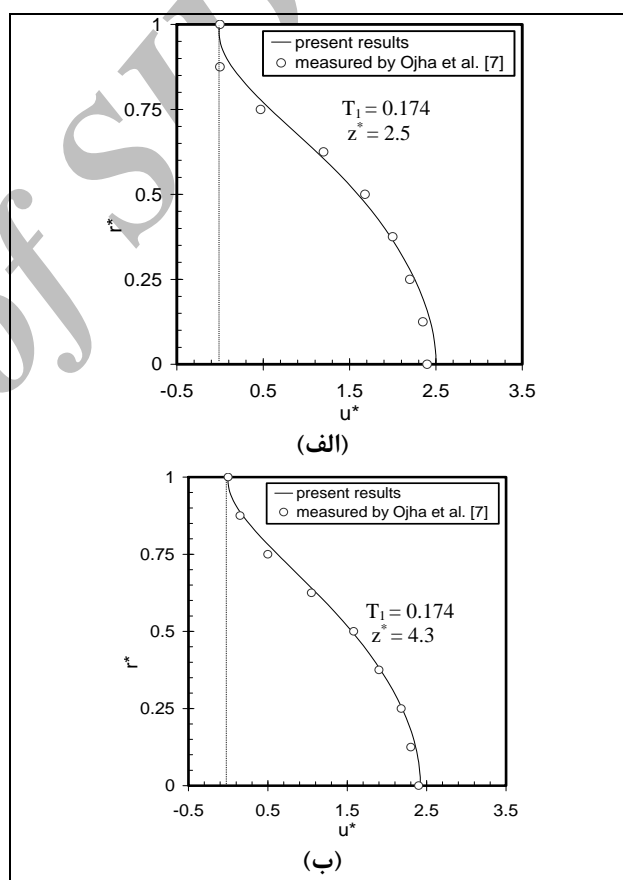 of SI
1
present results
measured by Ojha et al. [7]
0.75
T1 = 0.174
z* = 2.5
r*
0.5
0.25
0
-0.5 0.5 1.5 2.5 3.5
u*
(الف)
1
present results
measured by Ojha et al. [7]
0.75
T1 = 0.174
z* = 4.3
0.5
r*
0.25
0
-0.5 0.5 1.5 2.5 3.5
u*
(ب)